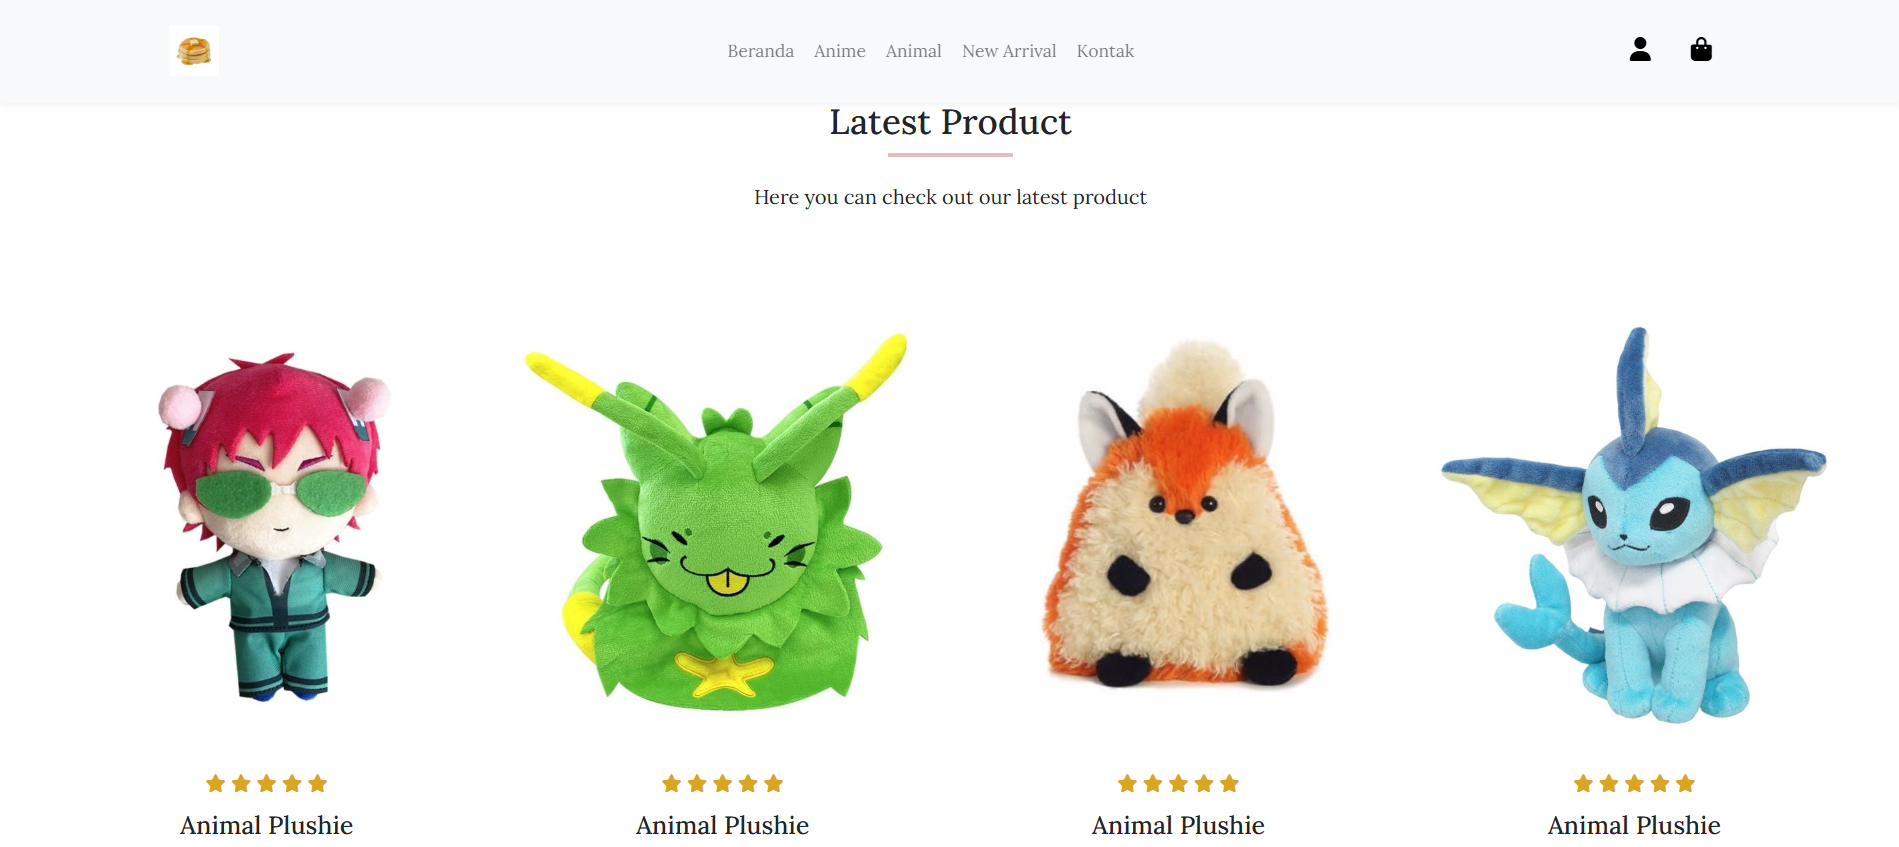 Beranda Anime Animal New Arrival Kontak
Latest Product
Here you can check out our latest product
Animal Plushie Animal Plushie Animal Plushie Animal Plushie